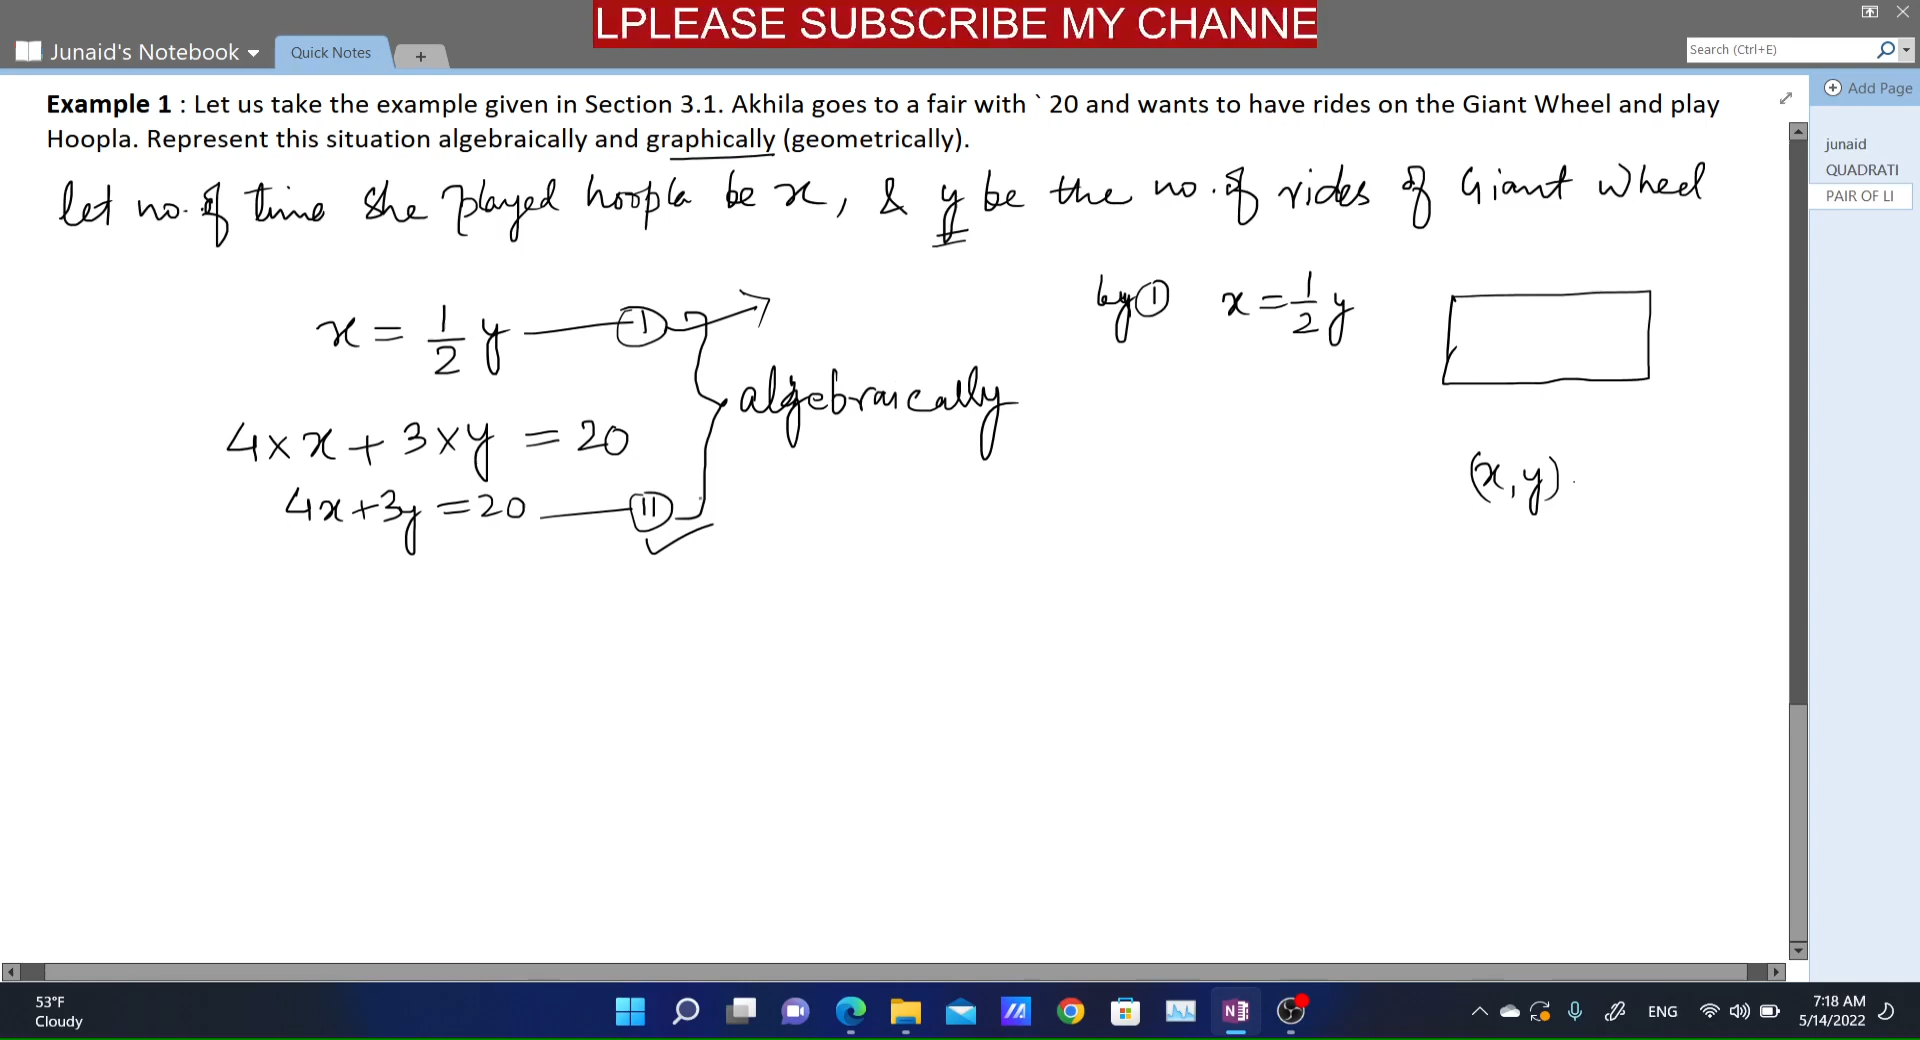 LPLEASE SUBSCRIBE MY CHANNE
Junaid's Notebook
Quick Notes
+
Search (Ctrl+E)
Add Page
junaid
QUADRATI
PAIR OF LI
Example 1 : Let us take the example given in Section 3.1. Akhila goes to a fair with ` 20 and wants to have rides on the Giant Wheel and play
Hoopla. Represent this situation algebraically and graphically (geometrically).
let no. of time she played hoopla be x, & y be the no. of rides of Giant Wheel
x = 1/2 y — I
4 × x + 3 × y = 20
4x + 3y = 20 — II
algebraically
by I x = 1/2 y
(x, y)
53°F
Cloudy
ENG
7:18 AM
5/14/2022